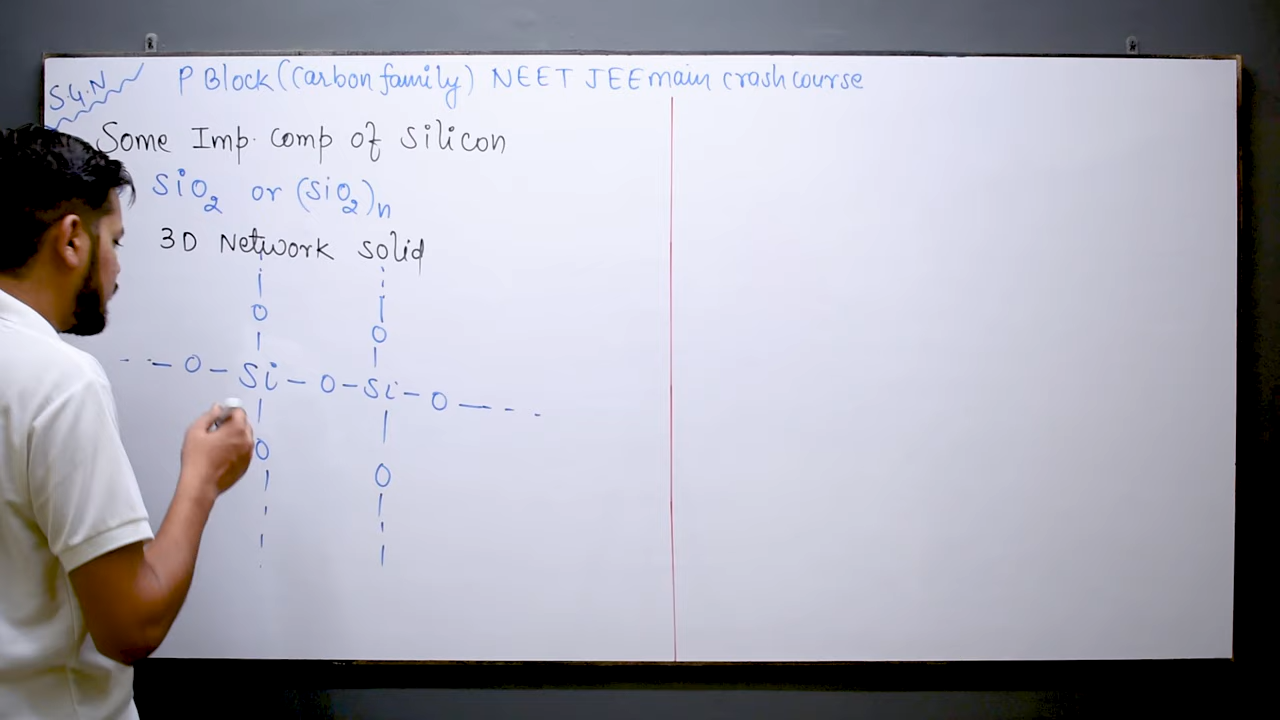 S.G.N
P Block (Carbon family) NEET JEE main crash course
Some Imp. comp of silicon
SiO₂ or (SiO₂)n
3D Network solid
O O
O - Si - O - Si - O
O O